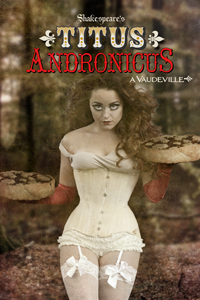 Shakespeare's
TITUS
ANDRONICUS
A VAUDEVILLE